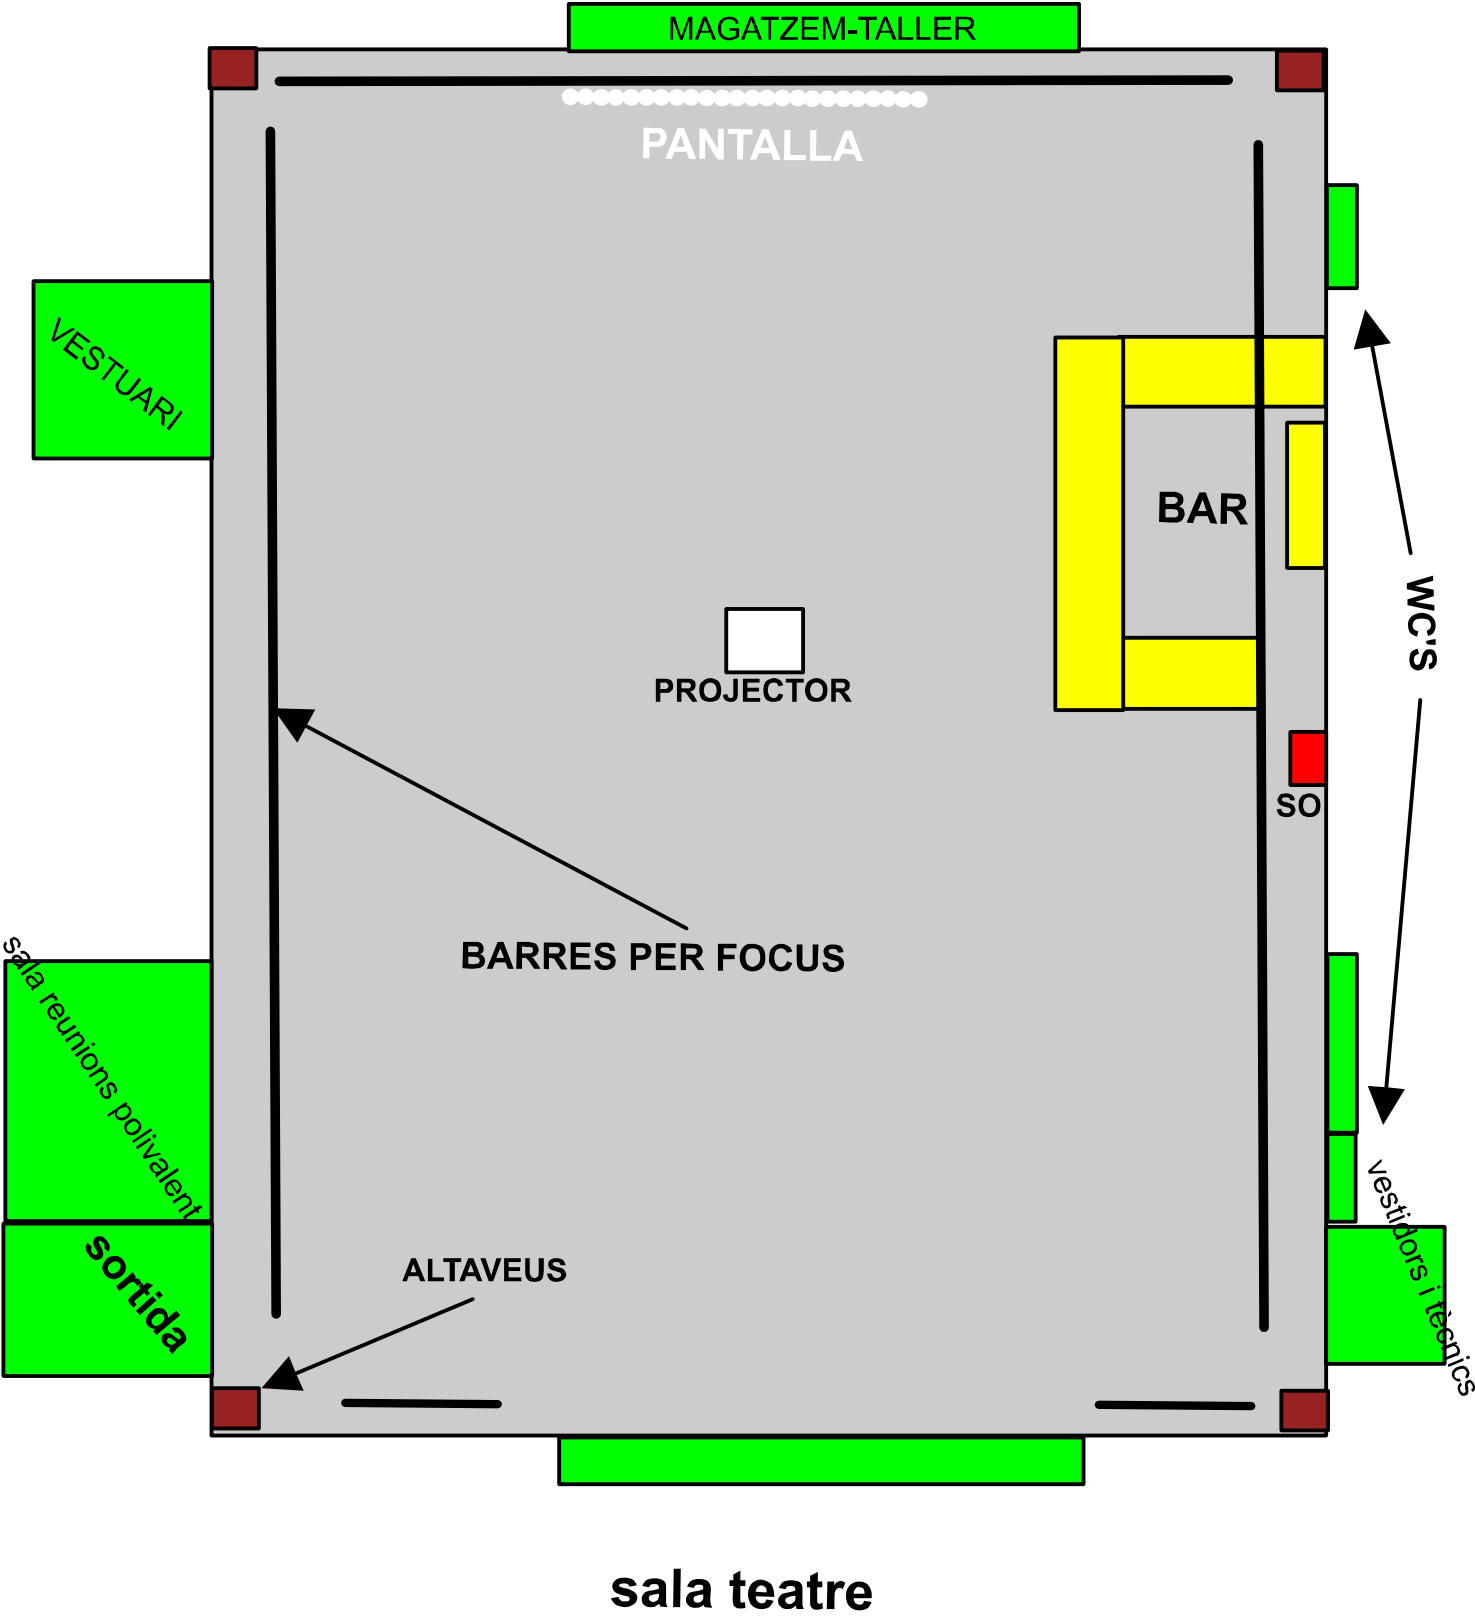 MAGATZEM-TALLER
PANTALLA
VESTUARI
BAR
WC'S
PROJECTOR
SO
BARRES PER FOCUS
sala reunions polivalent
vestidors i tècnics
sortida
ALTAVEUS
sala teatre